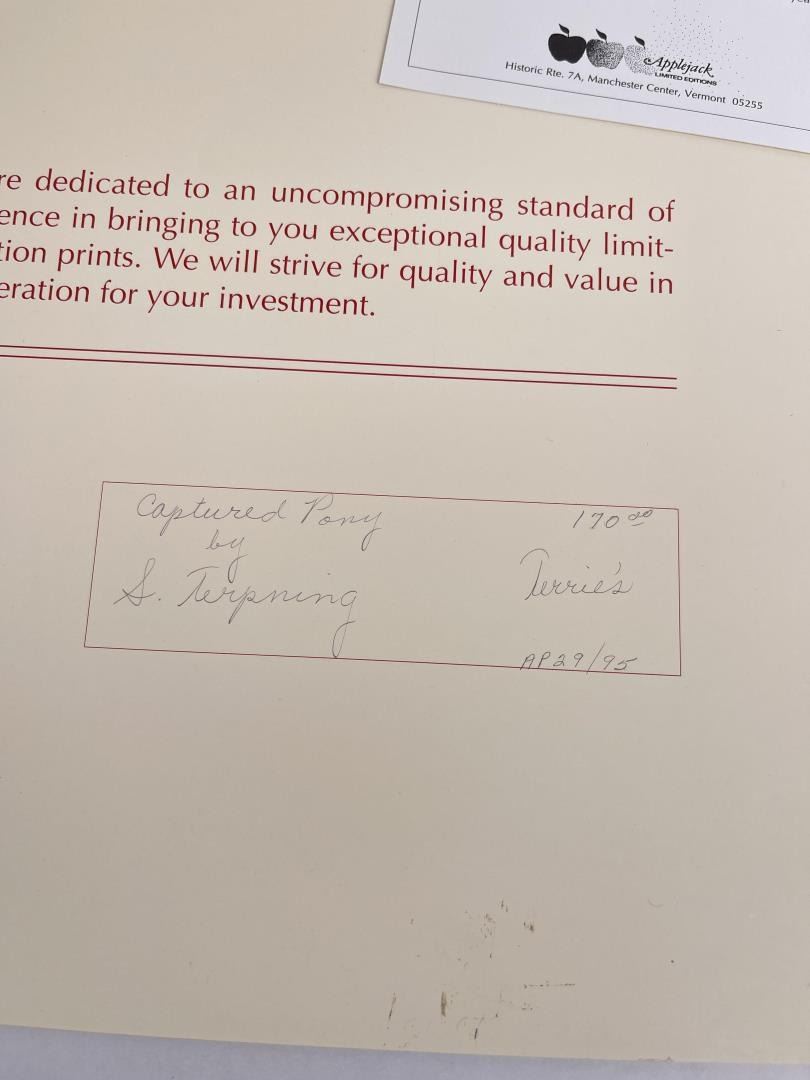 Applejack
LIMITED EDITIONS
Historic Rte. 7A, Manchester Center, Vermont 05255
re dedicated to an uncompromising standard of
ence in bringing to you exceptional quality limit-
tion prints. We will strive for quality and value in
eration for your investment.
Captured Pony
by
S. Terpning
170 00
Terrie's
AP29/95